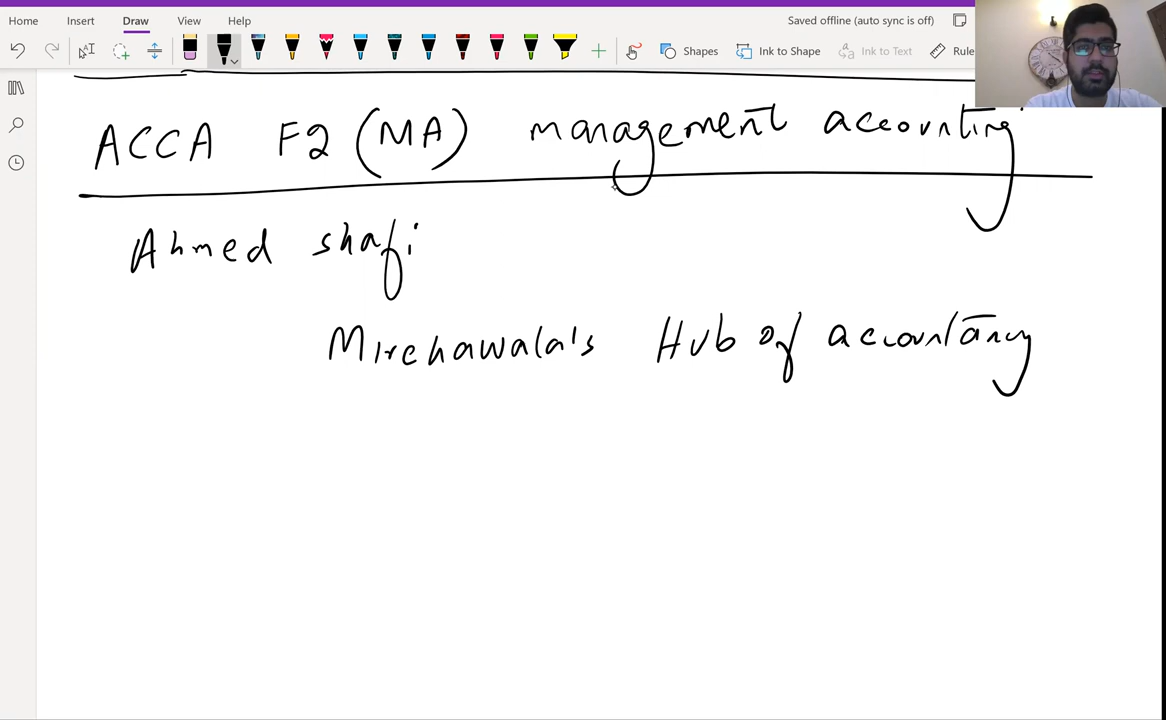 Home Insert Draw View Help Saved offline (auto sync is off)
Shapes Ink to Shape Ink to Text Rule
ACCA F2 (MA) management accounting
Ahmed shafi
Mirchawala's Hub of accountancy